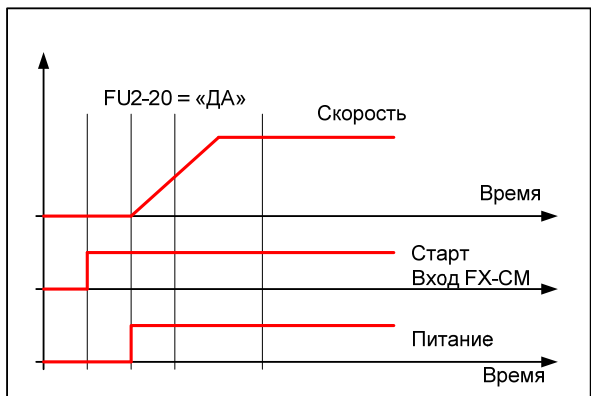 FU2-20 = «ДА»
Скорость
Время
Старт
Вход FX-CM
Питание
Время